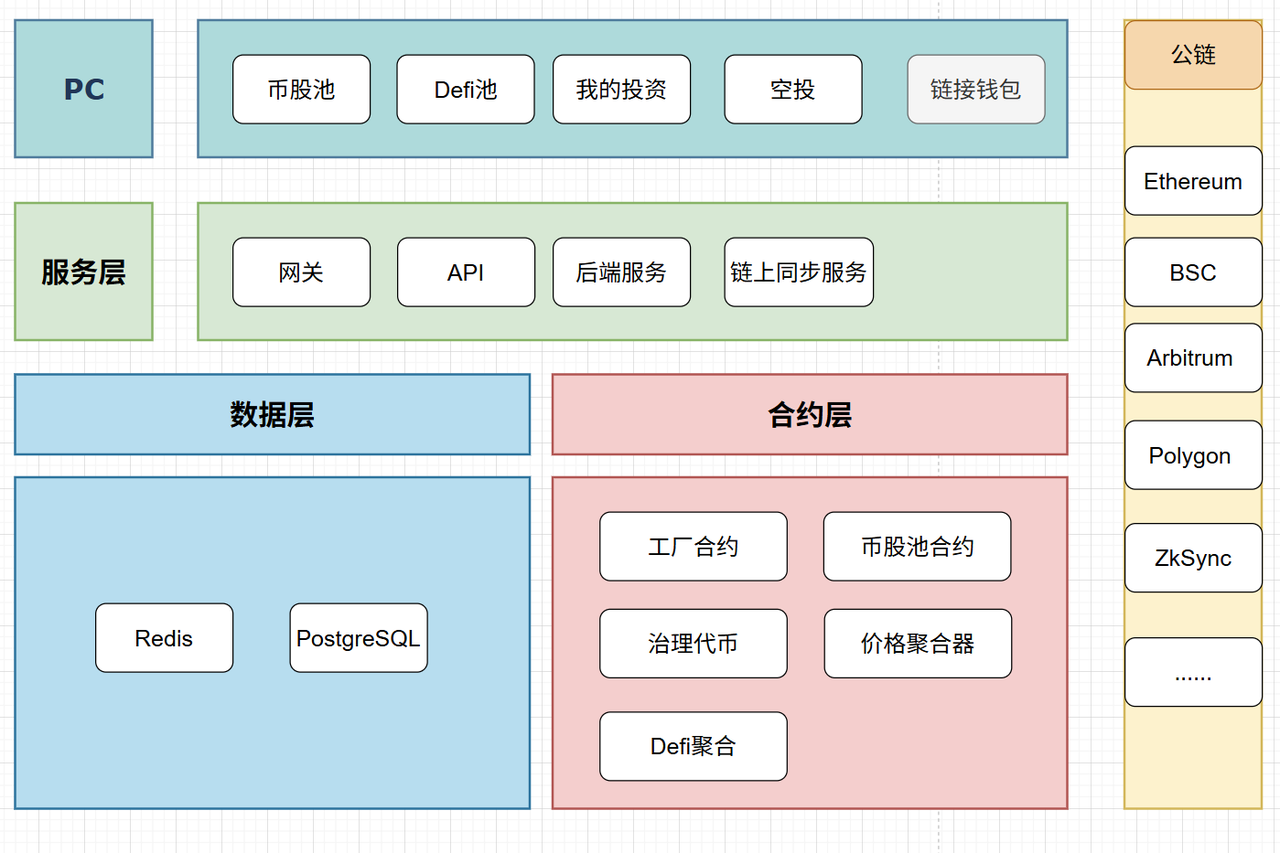 PC
币股池
Defi池
我的投资
空投
链接钱包
服务层
网关
API
后端服务
链上同步服务
数据层
合约层
Redis
PostgreSQL
工厂合约
币股池合约
治理代币
价格聚合器
Defi聚合
公链
Ethereum
BSC
Arbitrum
Polygon
ZkSync
......